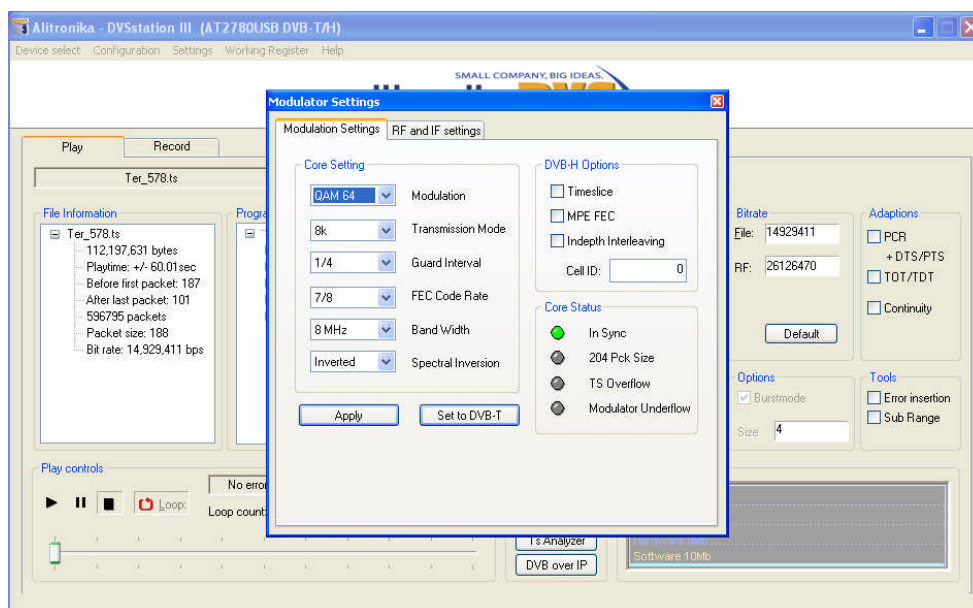 Alitronika - DVSstation III (AT2780USB DVB-T/H)
Device select Configuration Settings Working Register Help
SMALL COMPANY, BIG IDEAS.
Modulator Settings
Modulation Settings RF and IF settings
Play Record
Ter_578.ts
File Information
Ter_578.ts
112,197,631 bytes
Playtime: +/- 60.01sec
Before first packet: 187
After last packet: 101
596795 packets
Packet size: 188
Bit rate: 14,929,411 bps
Core Setting
QAM 64 Modulation
8k Transmission Mode
1/4 Guard Interval
7/8 FEC Code Rate
8 MHz Band Width
Inverted Spectral Inversion
Apply Set to DVB-T
DVB-H Options
Timeslice
MPE FEC
Indepth Interleaving
Cell ID: 0
Core Status
In Sync
204 Pck Size
TS Overflow
Modulator Underflow
Bitrate
File: 14929411
RF: 26126470
Default
Adaptions
PCR
+ DTS/PTS
TOT/TDT
Continuity
Options
Burstmode
Size 4
Tools
Error insertion
Sub Range
Play controls
Loop:
No
Loop
Ts Analyzer
DVB over IP
Software 10Mb